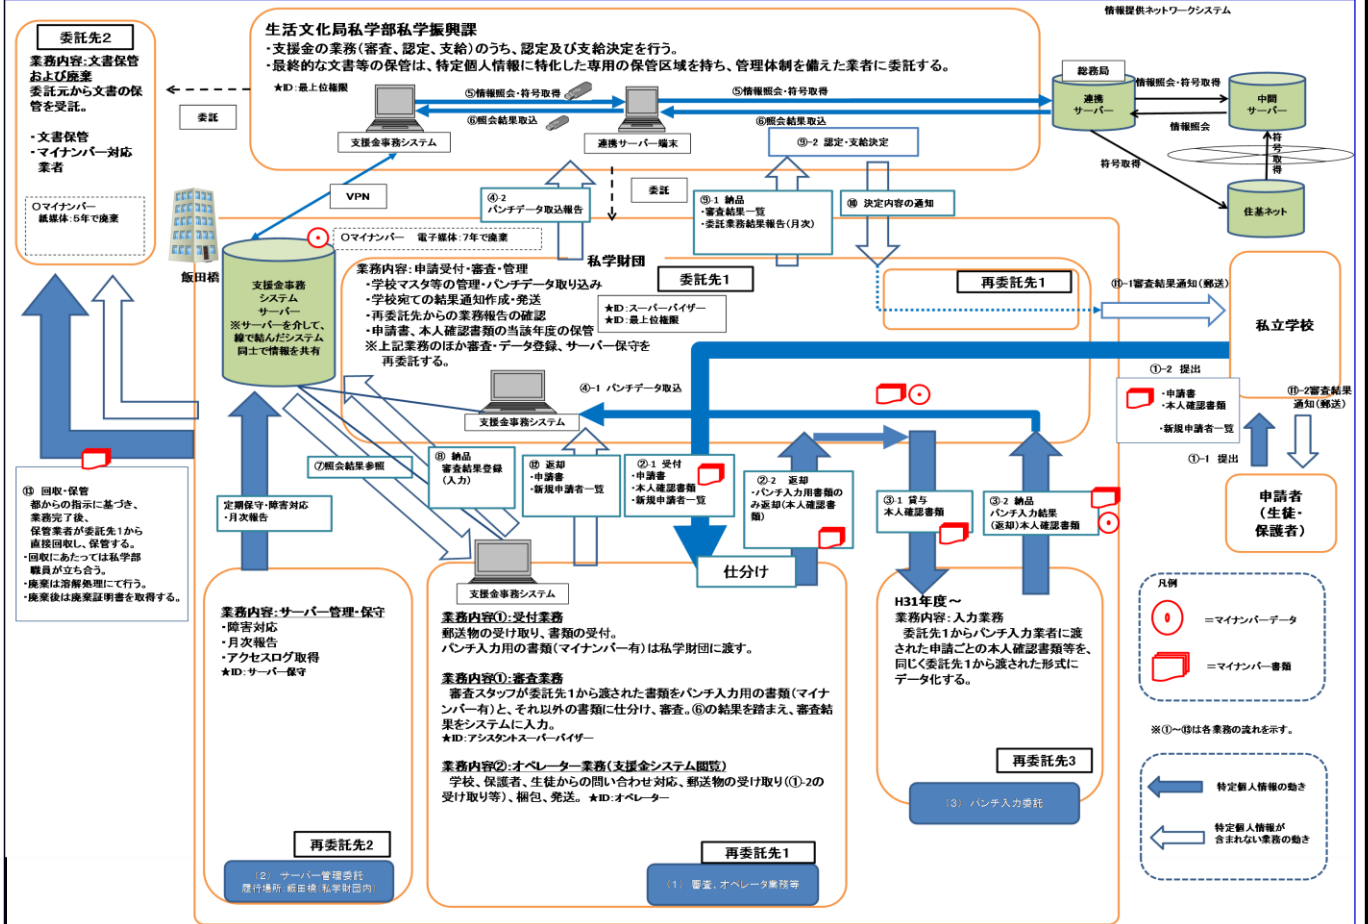 情報提供ネットワークシステム
委託先2
業務内容:文書保管
および廃棄
委託元から文書の保
管を受託。
・文書保管
・マイナンバー対応
業者
○マイナンバー
紙媒体:5年で廃棄
生活文化局私学部私学振興課
・支援金の業務(審査、認定、支給)のうち、認定及び支給決定を行う。
・最終的な文書等の保管は、特定個人情報に特化した専用の保管区域を持ち、管理体制を備えた業者に委託する。
★ID:最上位権限
委託
支援金事務システム
⑤情報照会・符号取得
⑥照会結果取込
連携サーバー端末
⑤情報照会・符号取得
⑥照会結果取込
⑨-2 認定・支給決定
総務局
連携
サーバー
情報照会・符号取得
情報照会
中間
サーバー
符号取得
符号取得
住基ネット
VPN
④-2
パンチデータ取込報告
委託
⑨-1 納品
・審査結果一覧
・委託業務結果報告(月次)
⑩ 決定内容の通知
飯田橋
○マイナンバー 電子媒体:7年で廃棄
支援金事務
システム
サーバー
※サーバーを介して、
線で結んだシステム
同士で情報を共有
私学財団
委託先1
業務内容:申請受付・審査・管理
・学校マスタ等の管理・パンチデータ取り込み
・学校宛ての結果通知作成・発送
・再委託先からの業務報告の確認
・申請書、本人確認書類の当該年度の保管
※上記業務のほか審査・データ登録、サーバー保守を
再委託する。
★ID:スーパーバイザー
★ID:最上位権限
再委託先1
⑪-1審査結果通知(郵送)
私立学校
④-1 パンチデータ取込
支援金事務システム
①-2 提出
・申請書
・本人確認書類
・新規申請者一覧
⑪-2審査結果
通知(郵送)
①-1 提出
申請者
(生徒・
保護者)
⑬ 回収・保管
都からの指示に基づき、
業務完了後、
保管業者が委託先1から
直接回収し、保管する。
・回収にあたっては私学部
職員が立ち合う。
・廃棄は溶解処理にて行う。
・廃棄後は廃棄証明書を取得する。
定期保守・障害対応
・月次報告
⑦照会結果参照
⑧ 納品
審査結果登録
(入力)
⑫ 返却
・申請書
・新規申請者一覧
②-1 受付
・申請書
・本人確認書類
・新規申請者一覧
②-2 返却
・パンチ入力用書類の
み返却(本人確認書
類)
③-1 貸与
本人確認書類
③-2 納品
パンチ入力結果
(返却)本人確認書類
仕分け
支援金事務システム
業務内容:サーバー管理・保守
・障害対応
・月次報告
・アクセスログ取得
★ID:サーバー保守
再委託先2
(2) サーバー管理委託
履行場所:飯田橋(私学財団内)
業務内容①:受付業務
郵送物の受け取り、書類の受付。
パンチ入力用の書類(マイナンバー有)は私学財団に渡す。
業務内容①:審査業務
審査スタッフが委託先1から渡された書類をパンチ入力用の書類(マイナ
ンバー有)と、それ以外の書類に仕分け、審査。⑥の結果を踏まえ、審査結
果をシステムに入力。
★ID:アシスタントスーパーバイザー
業務内容②:オペレーター業務(支援金システム閲覧)
学校、保護者、生徒からの問い合わせ対応、郵送物の受け取り(①-2の
受け取り等)、梱包、発送。 ★ID:オペレーター
再委託先1
(1) 審査、オペレータ業務等
H31年度~
業務内容:入力業務
委託先1からパンチ入力業者に渡
された申請ごとの本人確認書類等を、
同じく委託先1から渡された形式に
データ化する。
再委託先3
(3) パンチ入力委託
凡例
=マイナンバーデータ
=マイナンバー書類
※①~⑬は各業務の流れを示す。
特定個人情報の動き
特定個人情報が
含まれない業務の動き